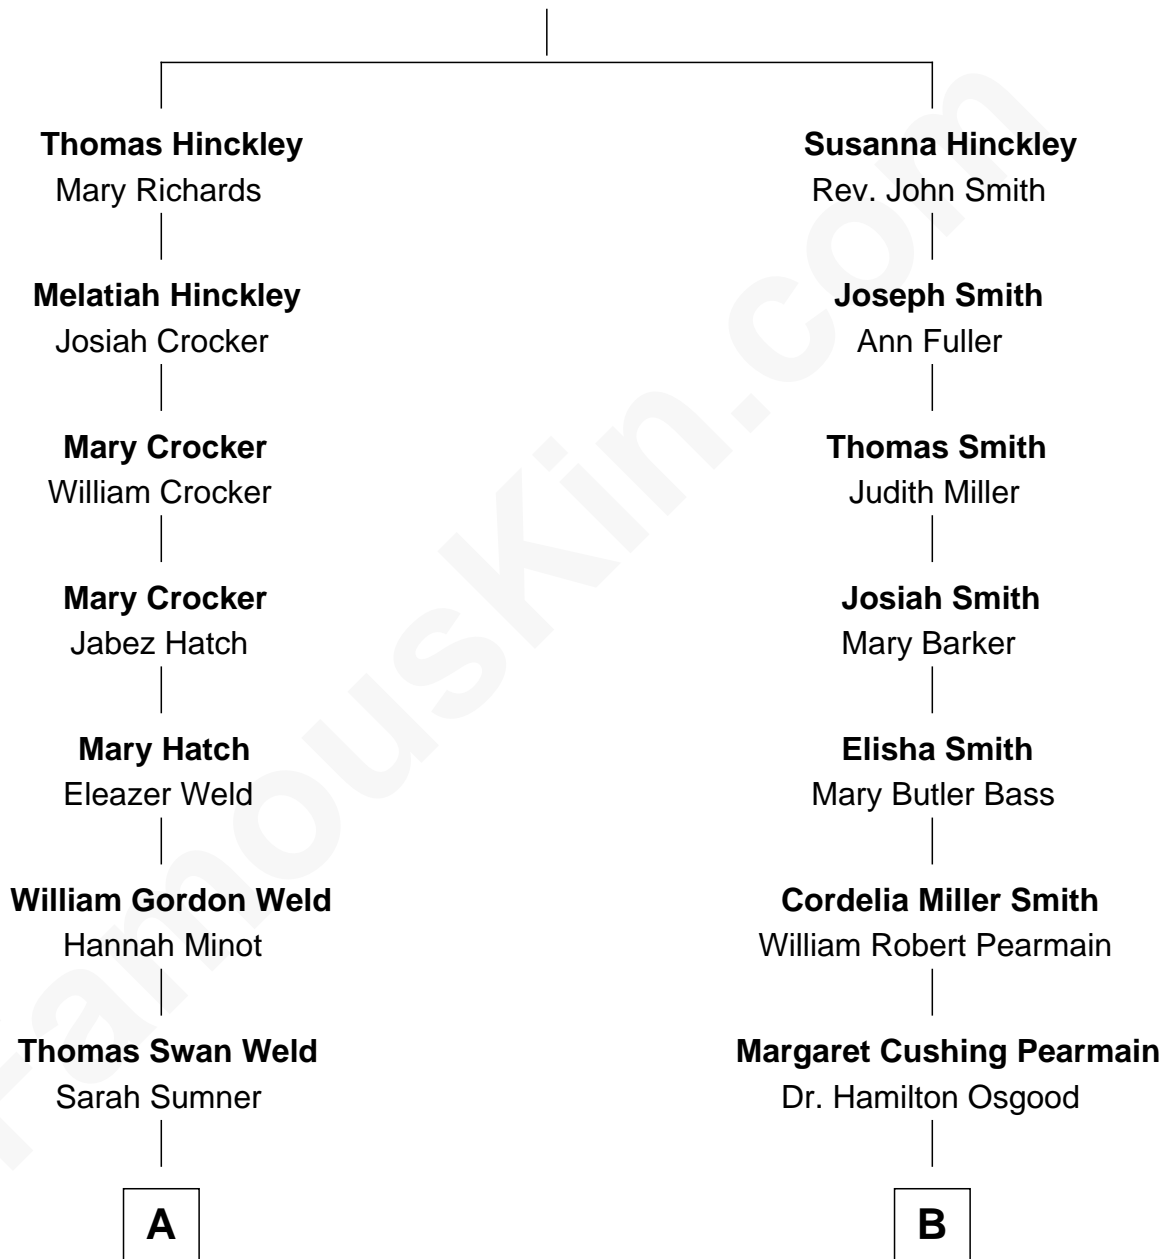 Thomas Hinckley
Mary Richards
Melatiah Hinckley
Josiah Crocker
Mary Crocker
William Crocker
Mary Crocker
Jabez Hatch
Mary Hatch
Eleazer Weld
William Gordon Weld
Hannah Minot
Thomas Swan Weld
Sarah Sumner
A
Susanna Hinckley
Rev. John Smith
Joseph Smith
Ann Fuller
Thomas Smith
Judith Miller
Josiah Smith
Mary Barker
Elisha Smith
Mary Butler Bass
Cordelia Miller Smith
William Robert Pearmain
Margaret Cushing Pearmain
Dr. Hamilton Osgood
B
FamousKin.com